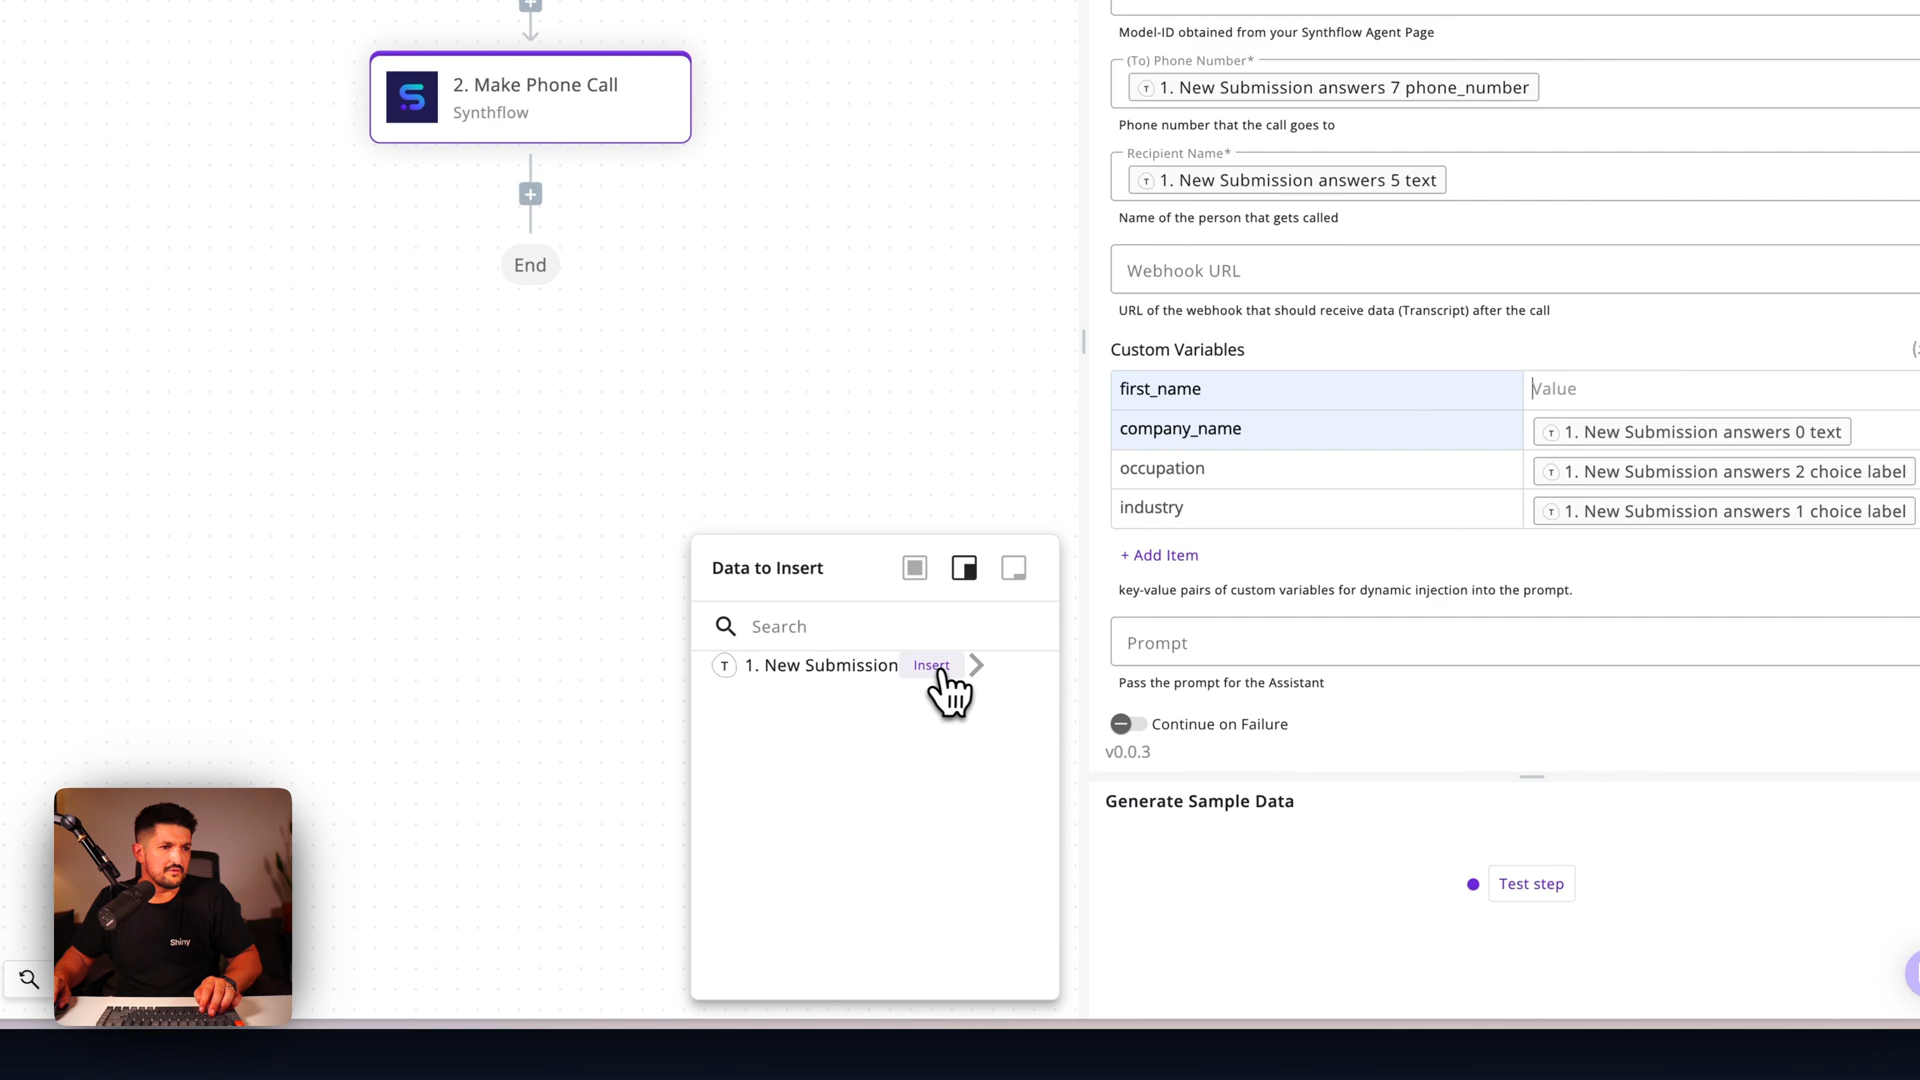 2. Make Phone Call
Synthflow
End
Data to Insert
Search
T 1. New Submission Insert
Shiny
Model-ID obtained from your Synthflow Agent Page
(To) Phone Number*
T 1. New Submission answers 7 phone_number
Phone number that the call goes to
Recipient Name*
T 1. New Submission answers 5 text
Name of the person that gets called
Webhook URL
URL of the webhook that should receive data (Transcript) after the call
Custom Variables
first_name Value
company_name T 1. New Submission answers 0 text
occupation T 1. New Submission answers 2 choice label
industry T 1. New Submission answers 1 choice label
+ Add Item
key-value pairs of custom variables for dynamic injection into the prompt.
Prompt
Pass the prompt for the Assistant
Continue on Failure
v0.0.3
Generate Sample Data
Test step